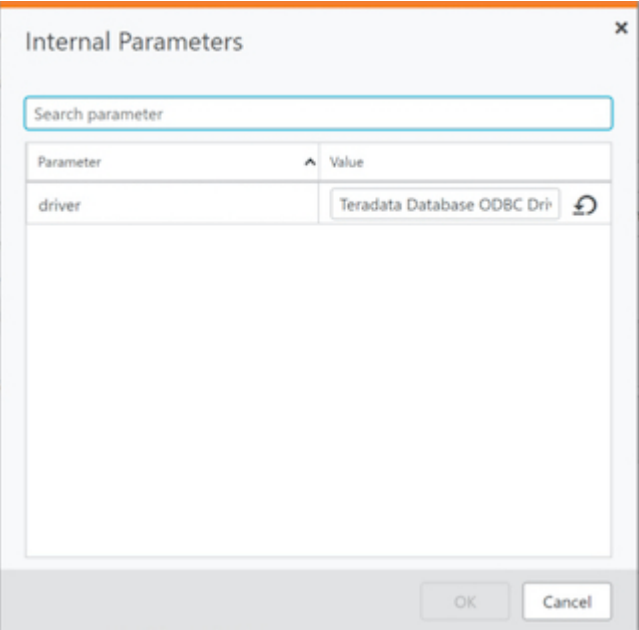 Internal Parameters
Search parameter
Parameter Value
driver Teradata Database ODBC Dri
OK Cancel